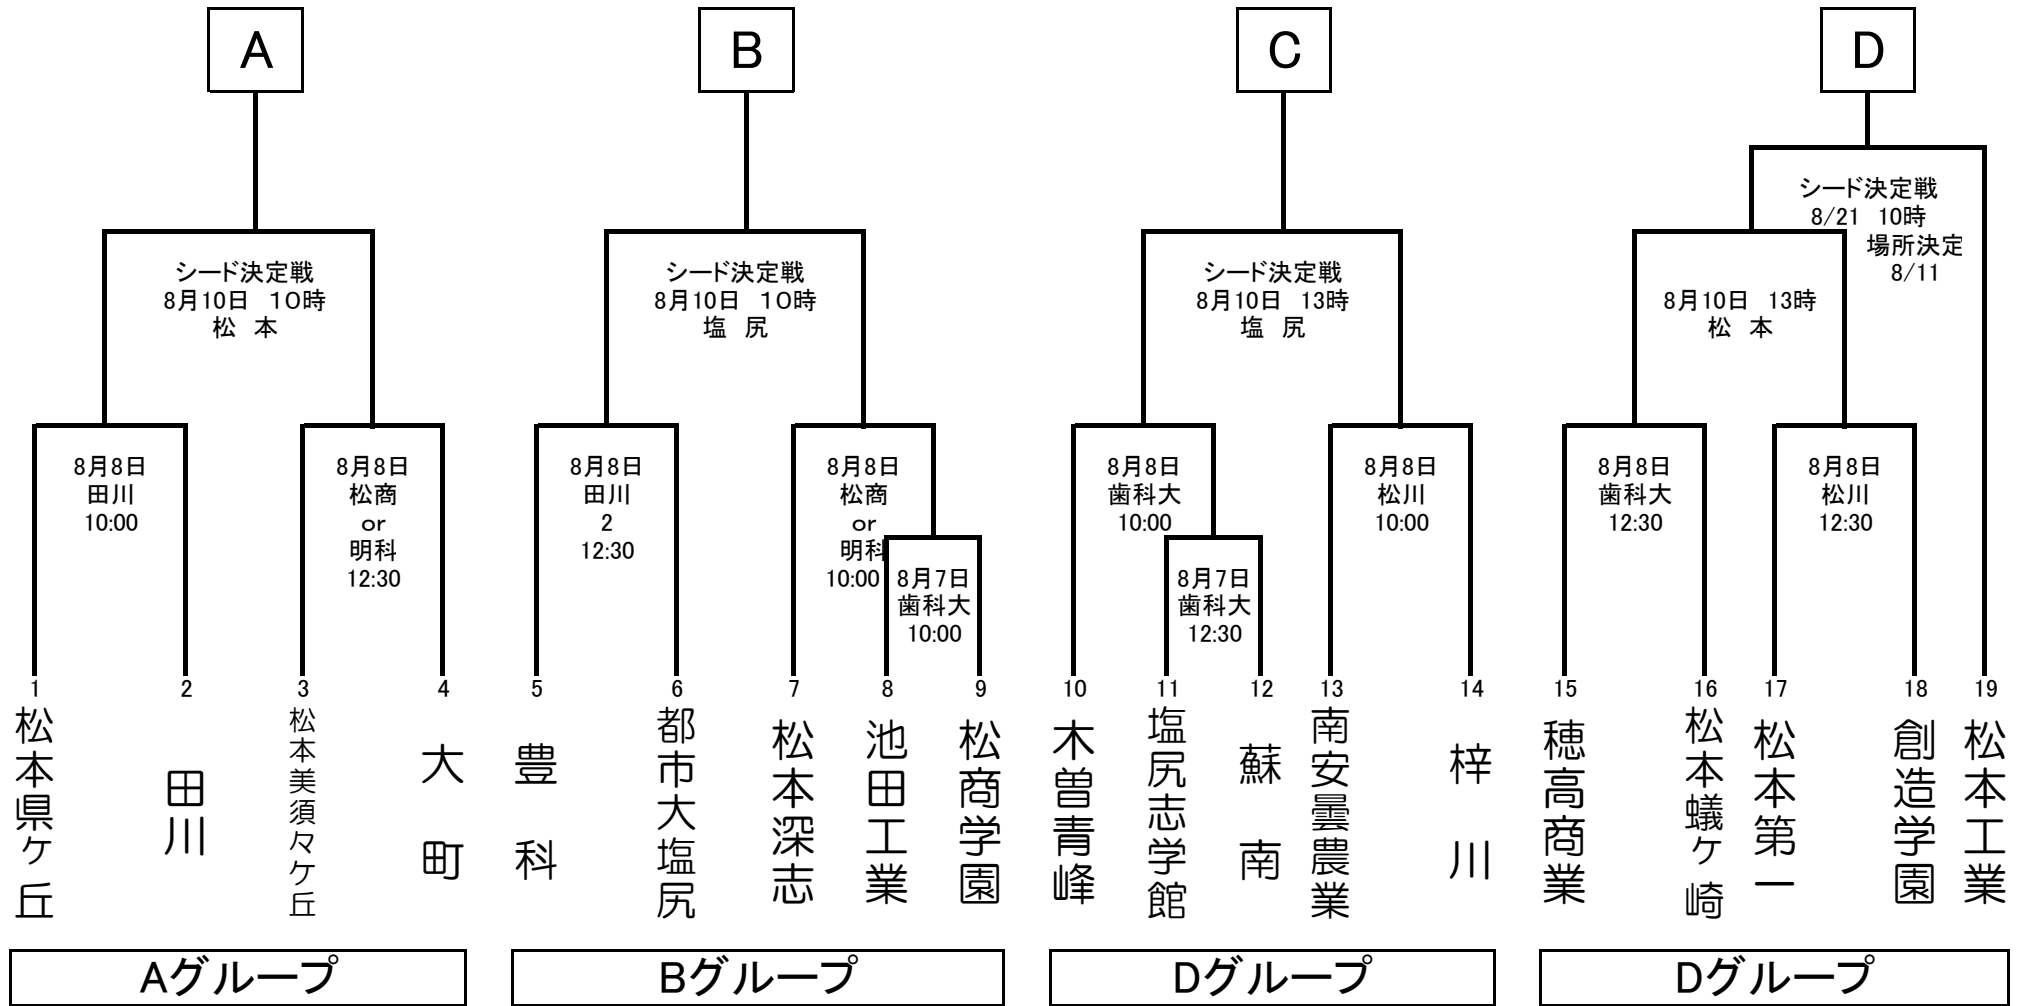 A
B
C
D
シード決定戦
8/21 10時
場所決定
8/11
シード決定戦
8月10日 10時
松 本
シード決定戦
8月10日 10時
塩 尻
シード決定戦
8月10日 13時
塩 尻
8月10日 13時
松 本
8月8日
田川
10:00
8月8日
松商
or
明科
12:30
8月8日
田川
2
12:30
8月8日
松商
or
明科
10:00
8月7日
歯科大
10:00
8月8日
歯科大
10:00
8月7日
歯科大
12:30
8月8日
松川
10:00
8月8日
歯科大
12:30
8月8日
松川
12:30
1
松本県ケ丘
2
田川
3
松本美須々ケ丘
4
大町
5
豊科
6
都市大塩尻
7
松本深志
8
池田工業
9
松商学園
10
木曽青峰
11
塩尻志学館
12
蘇南
13
南安曇農業
14
梓川
15
穂高商業
16
松本蟻ケ崎
17
松本第一
18
創造学園
19
松本工業
Aグループ
Bグループ
Dグループ
Dグループ